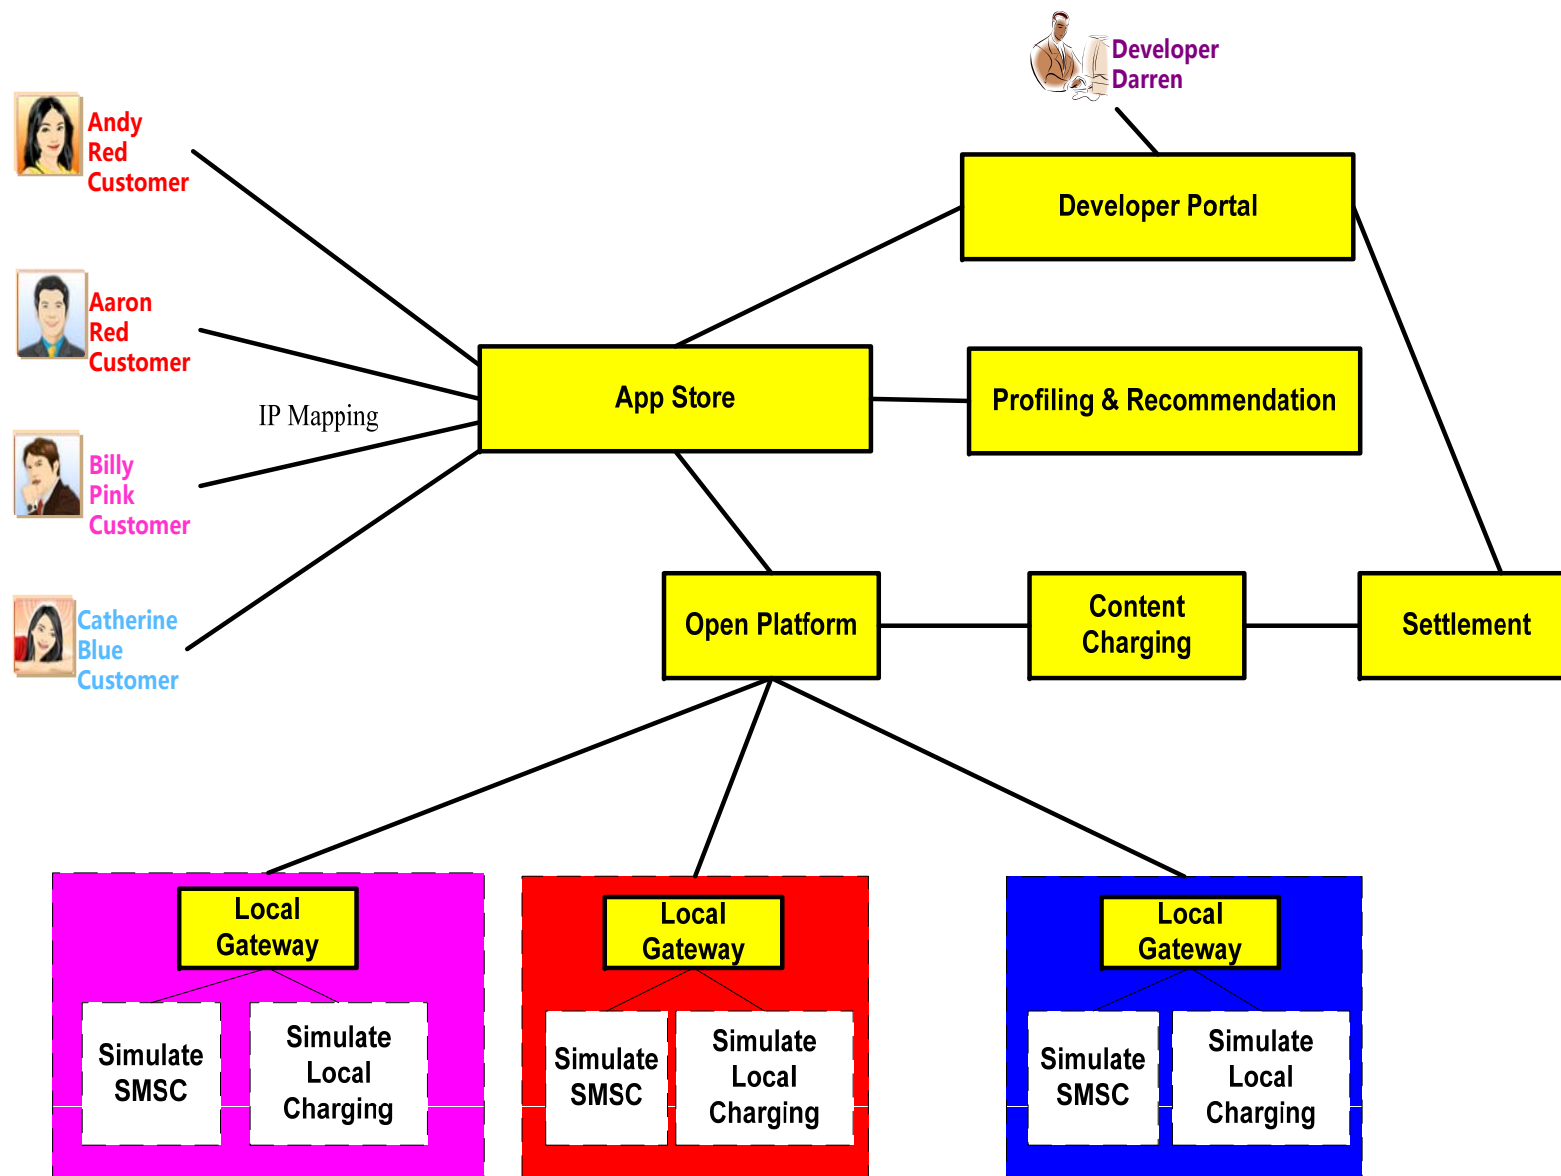 Developer
Darren
Andy
Red
Customer
Developer Portal
Aaron
Red
Customer
IP Mapping
App Store
Profiling & Recommendation
Billy
Pink
Customer
Catherine
Blue
Customer
Open Platform
Content
Charging
Settlement
Local
Gateway
Simulate
SMSC
Simulate
Local
Charging
Local
Gateway
Simulate
SMSC
Simulate
Local
Charging
Local
Gateway
Simulate
SMSC
Simulate
Local
Charging